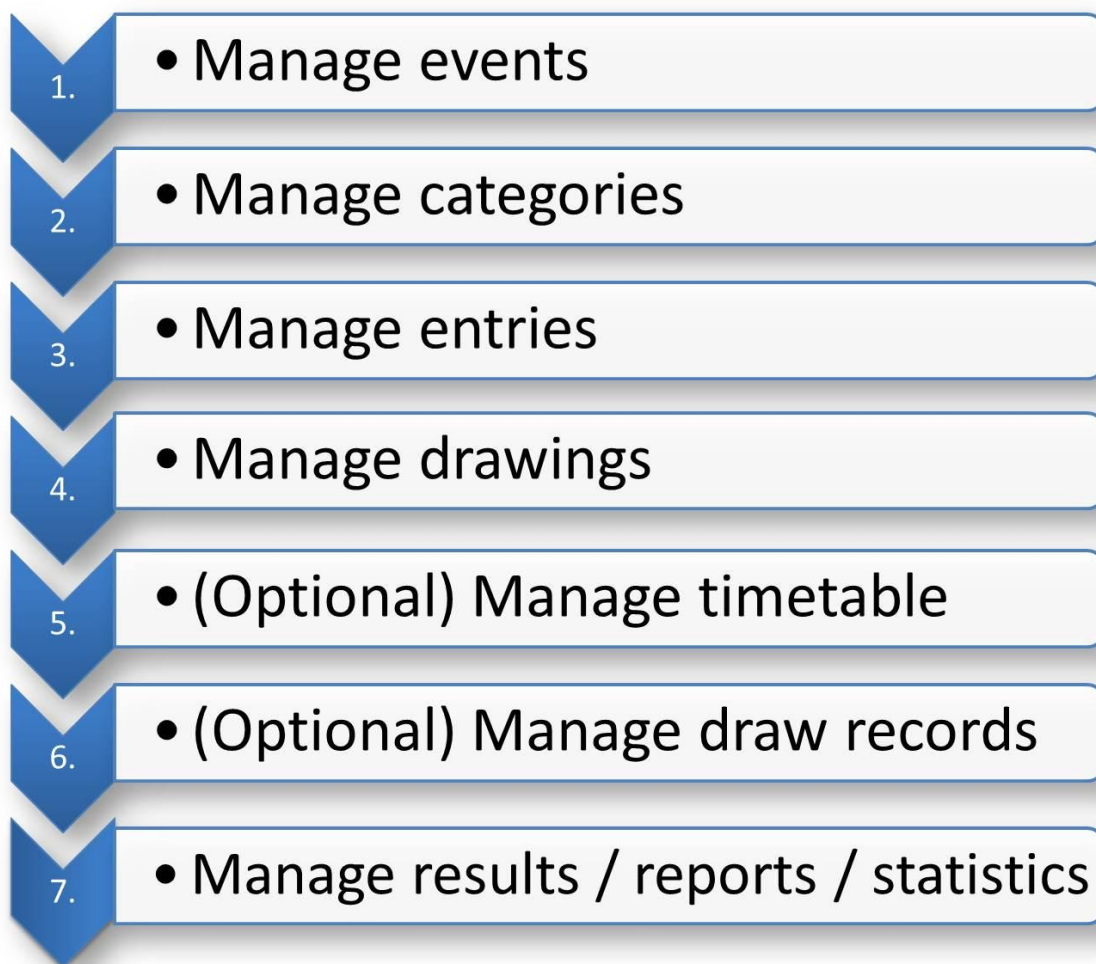 1. • Manage events
2. • Manage categories
3. • Manage entries
4. • Manage drawings
5. • (Optional) Manage timetable
6. • (Optional) Manage draw records
7. • Manage results / reports / statistics